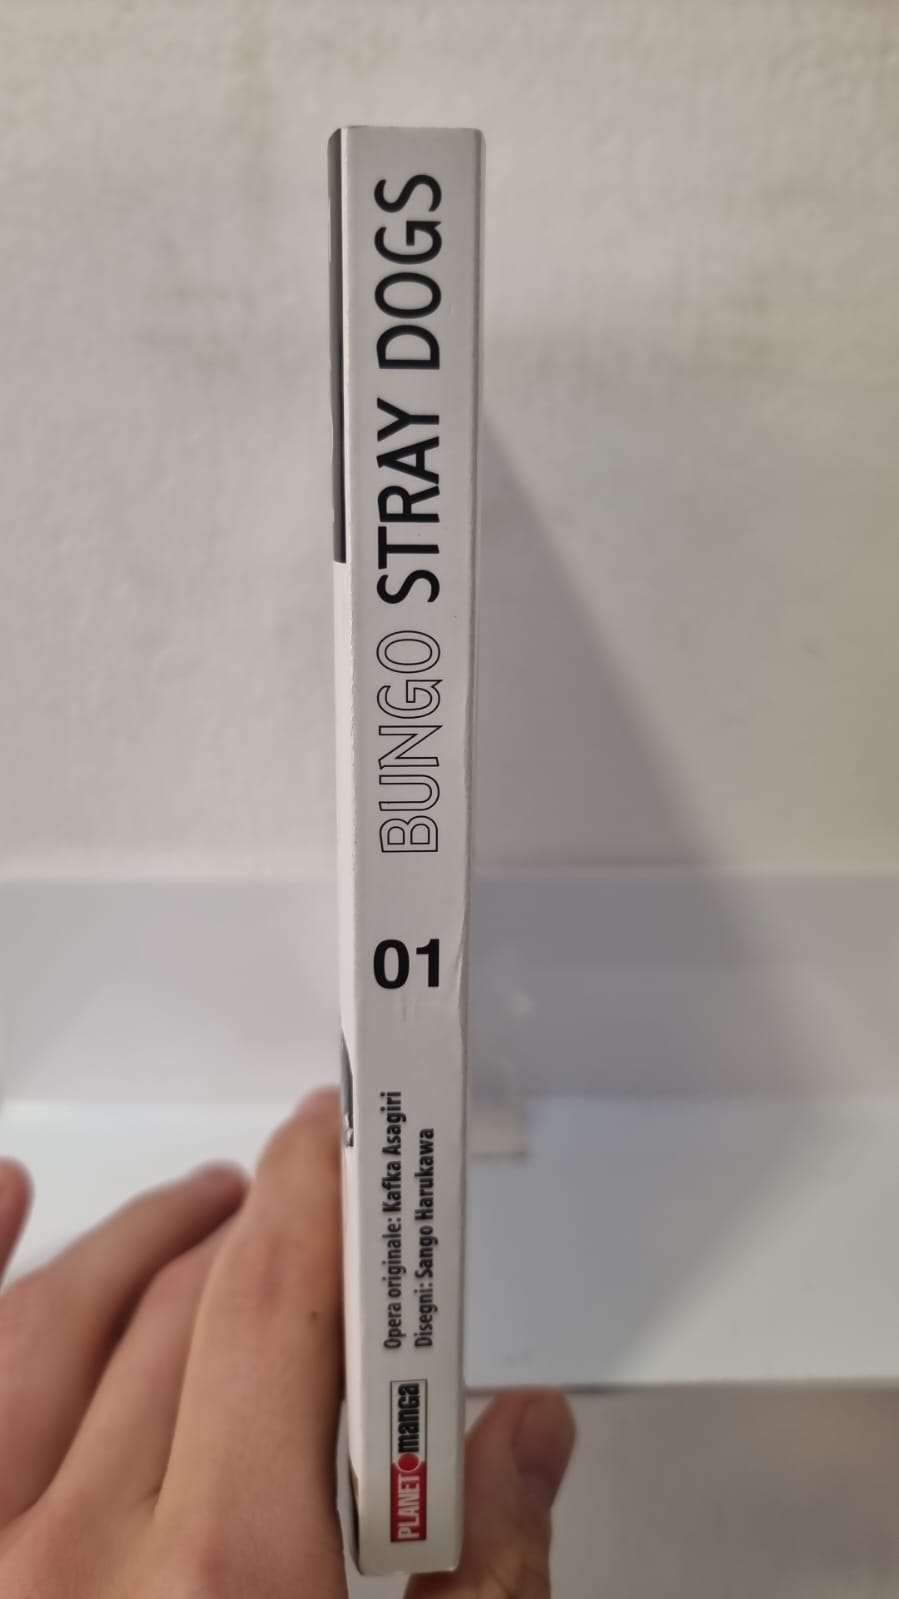 BUNGO STRAY DOGS
01
Opera originale: Kafka Asagiri
Disegni: Sango Harukawa
PLANET manga